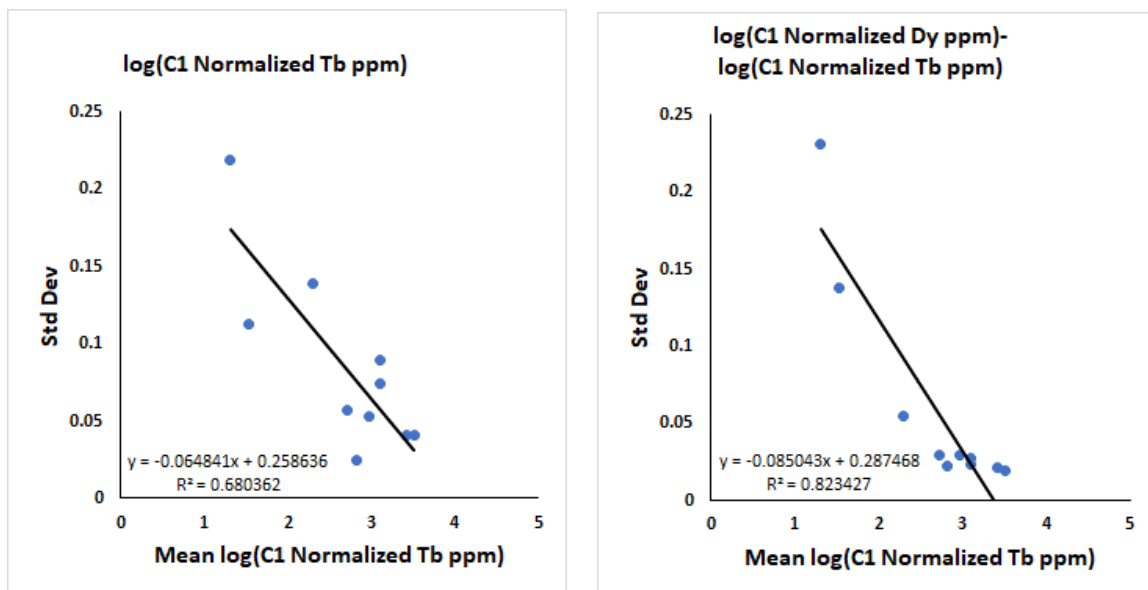 log(C1 Normalized Tb ppm)
0.25
0.2
0.15
0.1
0.05
0
Std Dev
y = -0.064841x + 0.258636
R² = 0.680362
0 1 2 3 4 5
Mean log(C1 Normalized Tb ppm)
log(C1 Normalized Dy ppm)-
log(C1 Normalized Tb ppm)
0.25
0.2
0.15
0.1
0.05
0
Std Dev
y = -0.085043x + 0.287468
R² = 0.823427
0 1 2 3 4 5
Mean log(C1 Normalized Tb ppm)